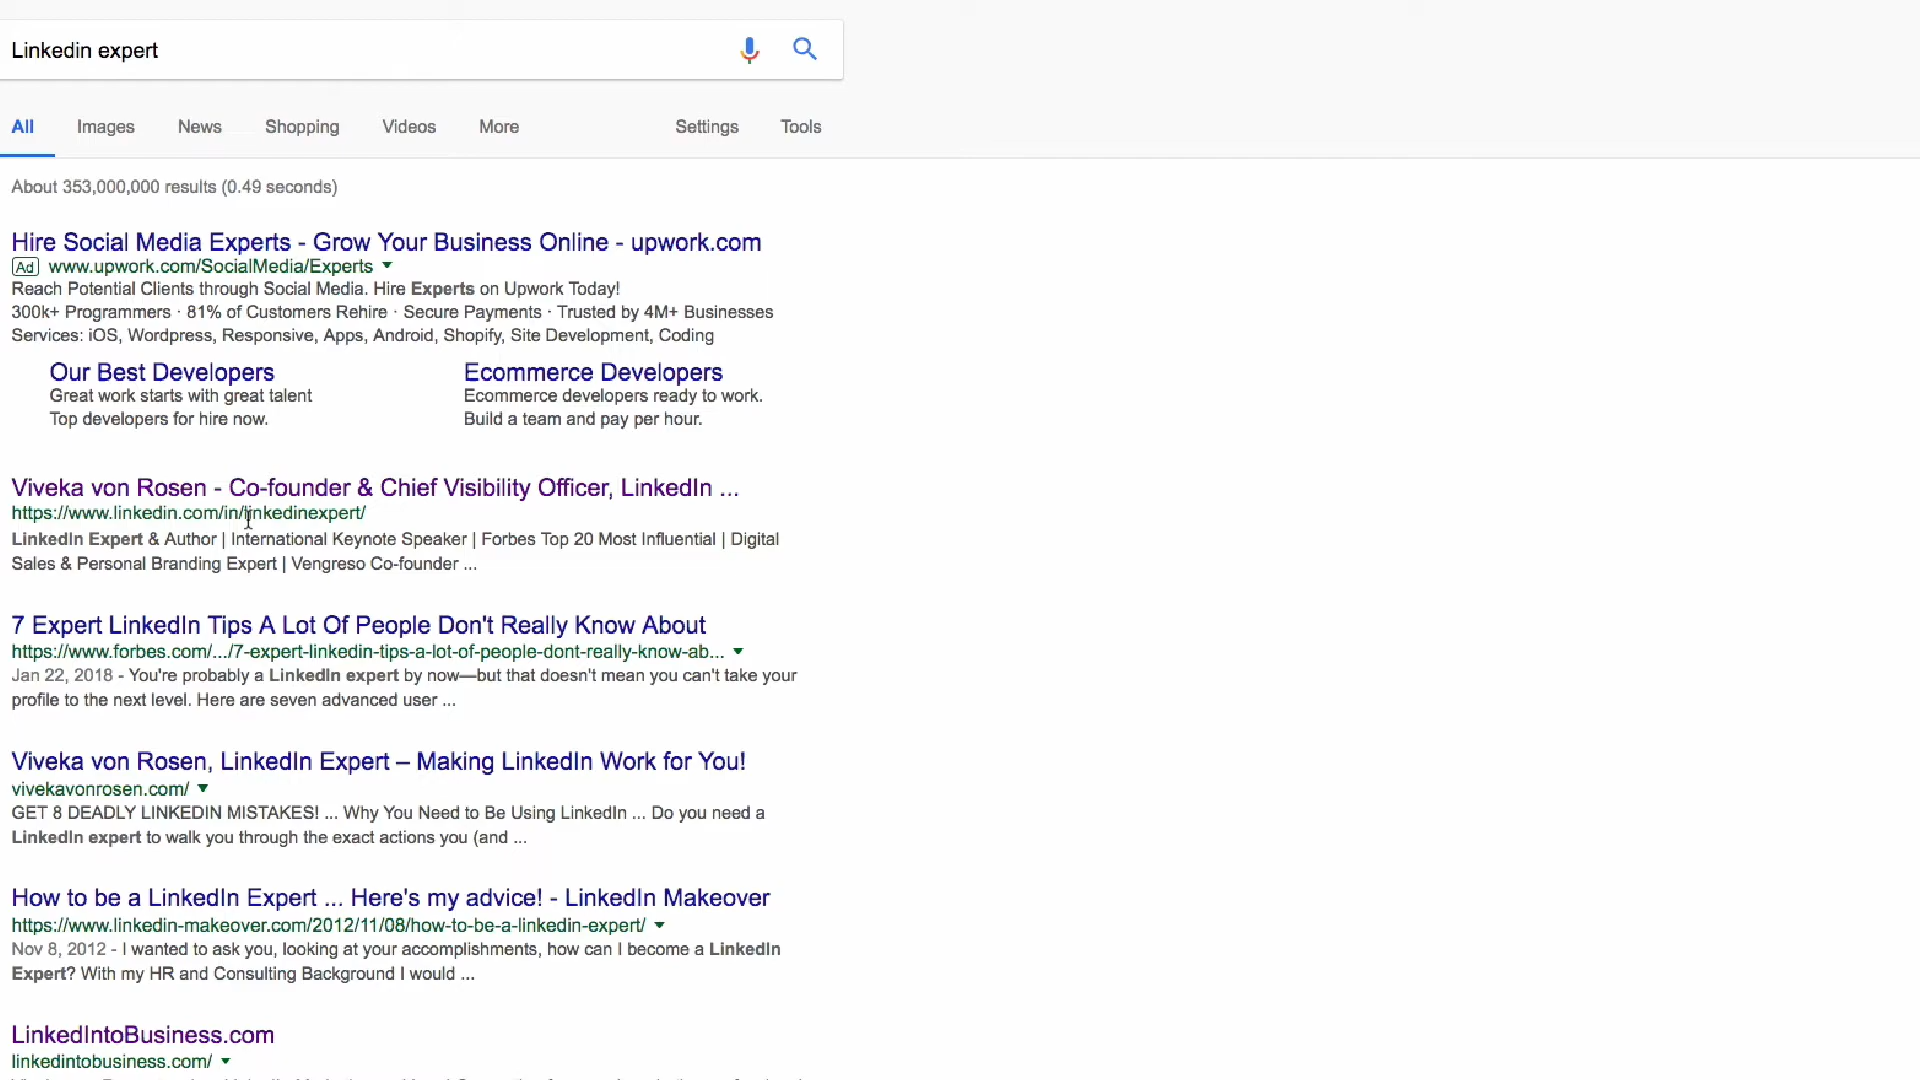 Linkedin expert
All Images News Shopping Videos More Settings Tools
About 353,000,000 results (0.49 seconds)
Hire Social Media Experts - Grow Your Business Online - upwork.com
Ad www.upwork.com/SocialMedia/Experts
Reach Potential Clients through Social Media. Hire Experts on Upwork Today!
300k+ Programmers · 81% of Customers Rehire · Secure Payments · Trusted by 4M+ Businesses
Services: iOS, Wordpress, Responsive, Apps, Android, Shopify, Site Development, Coding
Our Best Developers
Great work starts with great talent
Top developers for hire now.
Ecommerce Developers
Ecommerce developers ready to work.
Build a team and pay per hour.
Viveka von Rosen - Co-founder & Chief Visibility Officer, LinkedIn ...
https://www.linkedin.com/in/linkedinexpert/
LinkedIn Expert & Author | International Keynote Speaker | Forbes Top 20 Most Influential | Digital
Sales & Personal Branding Expert | Vengreso Co-founder ...
7 Expert LinkedIn Tips A Lot Of People Don't Really Know About
https://www.forbes.com/.../7-expert-linkedin-tips-a-lot-of-people-dont-really-know-ab...
Jan 22, 2018 - You're probably a LinkedIn expert by now—but that doesn't mean you can't take your
profile to the next level. Here are seven advanced user ...
Viveka von Rosen, LinkedIn Expert – Making LinkedIn Work for You!
vivekavonrosen.com/
GET 8 DEADLY LINKEDIN MISTAKES! ... Why You Need to Be Using LinkedIn ... Do you need a
LinkedIn expert to walk you through the exact actions you (and ...
How to be a LinkedIn Expert ... Here's my advice! - LinkedIn Makeover
https://www.linkedin-makeover.com/2012/11/08/how-to-be-a-linkedin-expert/
Nov 8, 2012 - I wanted to ask you, looking at your accomplishments, how can I become a LinkedIn
Expert? With my HR and Consulting Background I would ...
LinkedIntoBusiness.com
linkedintobusiness.com/